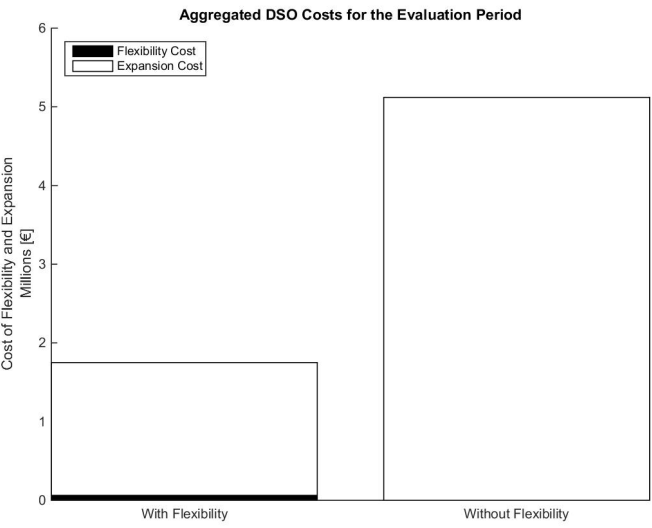 Aggregated DSO Costs for the Evaluation Period
Flexibility Cost
Expansion Cost
Cost of Flexibility and Expansion
Millions [€]
6
5
4
3
2
1
0
With Flexibility
Without Flexibility